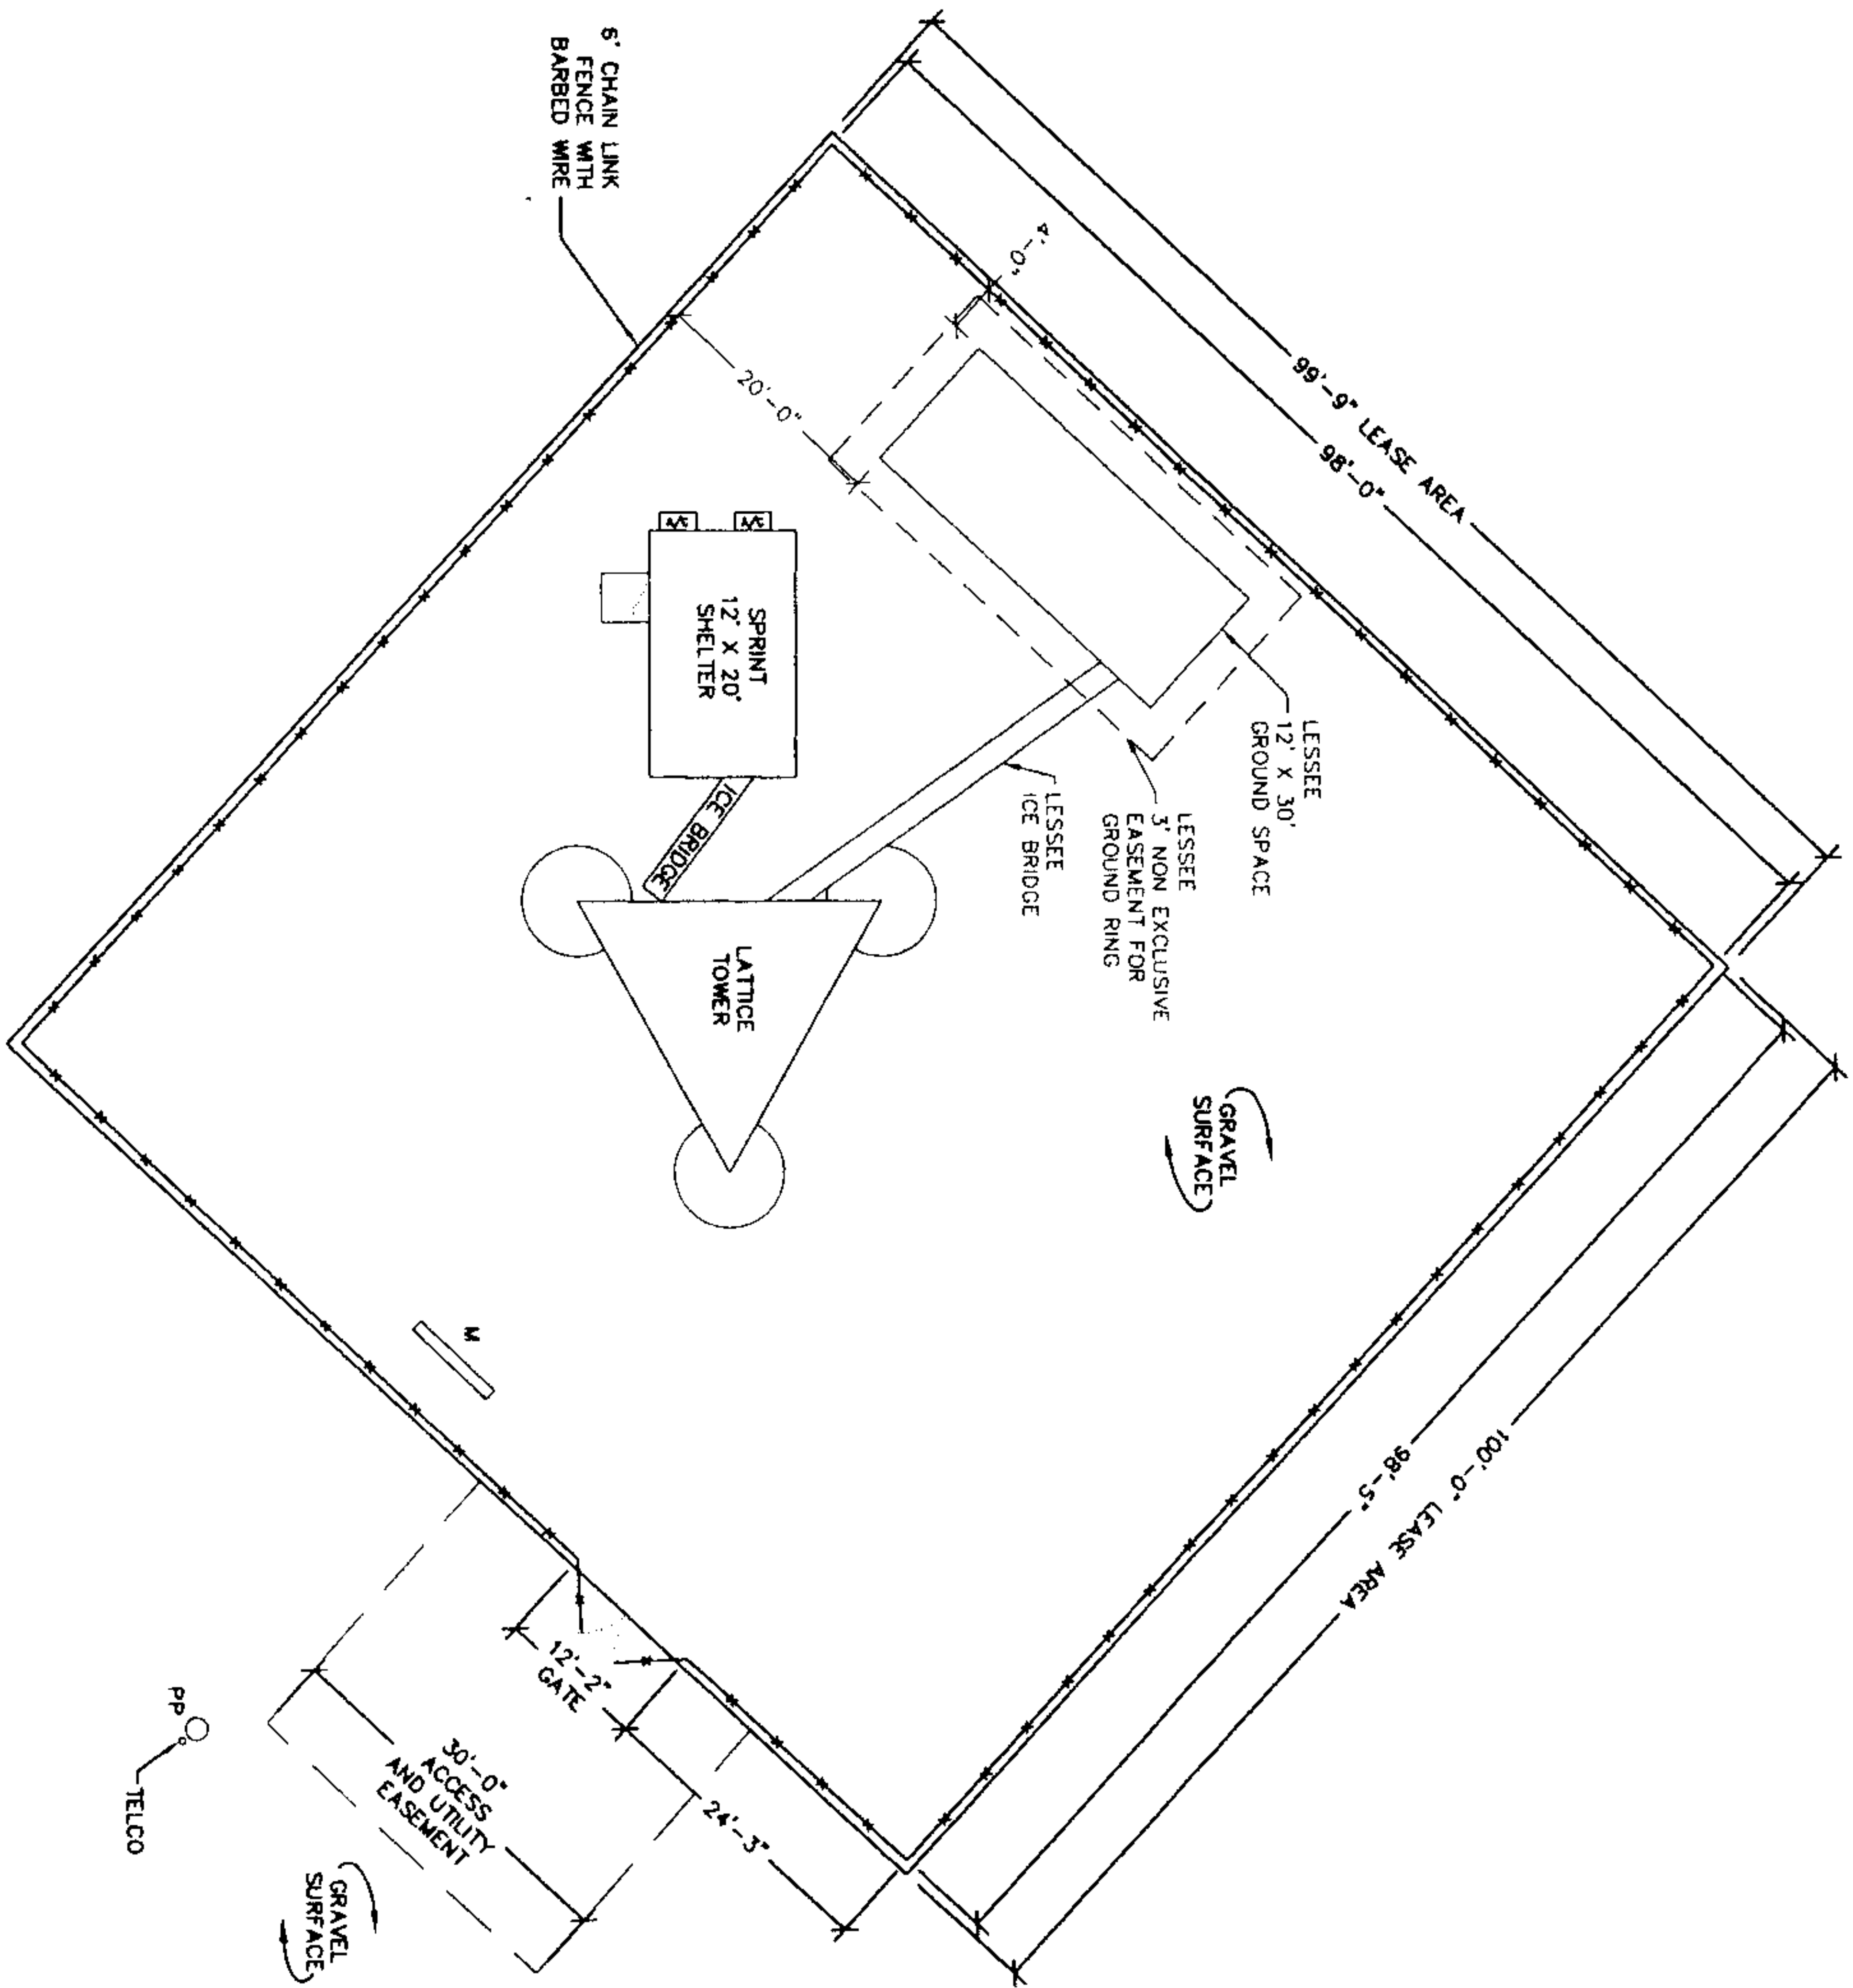 6' CHAIN LINK
FENCE WITH
BARBED WIRE
99'-9" LEASE AREA
98'-0"
4'-0"
20'-0"
SPRINT
12' X 20'
SHELTER
A/C
A/C
ICE BRIDGE
LATTICE
TOWER
LESSEE
12' X 30'
GROUND SPACE
LESSEE
3' NON EXCLUSIVE
EASEMENT FOR
GROUND RING
LESSEE
ICE BRIDGE
GRAVEL
SURFACE
98'-5"
100'-0" LEASE AREA
M
12'-2"
GATE
24'-3"
30'-0"
ACCESS
AND UTILITY
EASEMENT
PP
TELCO
GRAVEL
SURFACE